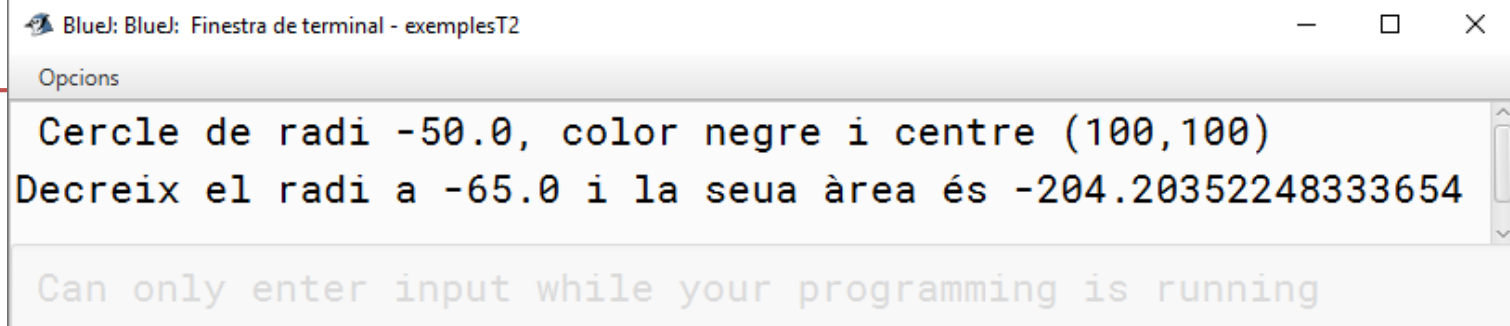 BlueJ: BlueJ: Finestra de terminal - exemplesT2
Opcions
Cercle de radi -50.0, color negre i centre (100,100)
Decreix el radi a -65.0 i la seua àrea és -204.20352248333654
Can only enter input while your programming is running